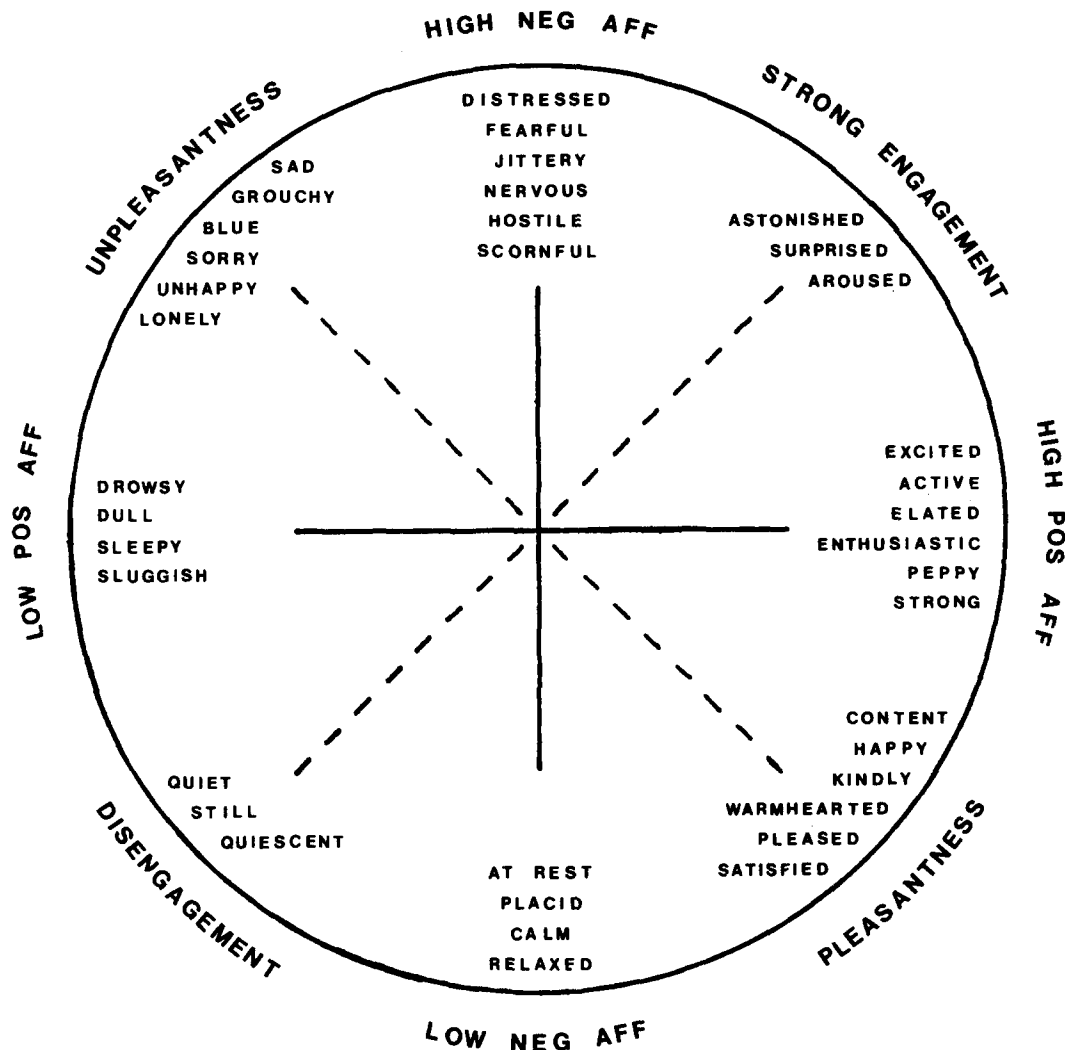 HIGH NEG AFF
DISTRESSED
FEARFUL
JITTERY
NERVOUS
HOSTILE
SCORNFUL
STRONG ENGAGEMENT
ASTONISHED
SURPRISED
AROUSED
HIGH POS AFF
EXCITED
ACTIVE
ELATED
ENTHUSIASTIC
PEPPY
STRONG
PLEASANTNESS
CONTENT
HAPPY
KINDLY
WARMHEARTED
PLEASED
SATISFIED
LOW NEG AFF
AT REST
PLACID
CALM
RELAXED
DISENGAGEMENT
QUIET
STILL
QUIESCENT
LOW POS AFF
DROWSY
DULL
SLEEPY
SLUGGISH
UNPLEASANTNESS
SAD
GROUCHY
BLUE
SORRY
UNHAPPY
LONELY